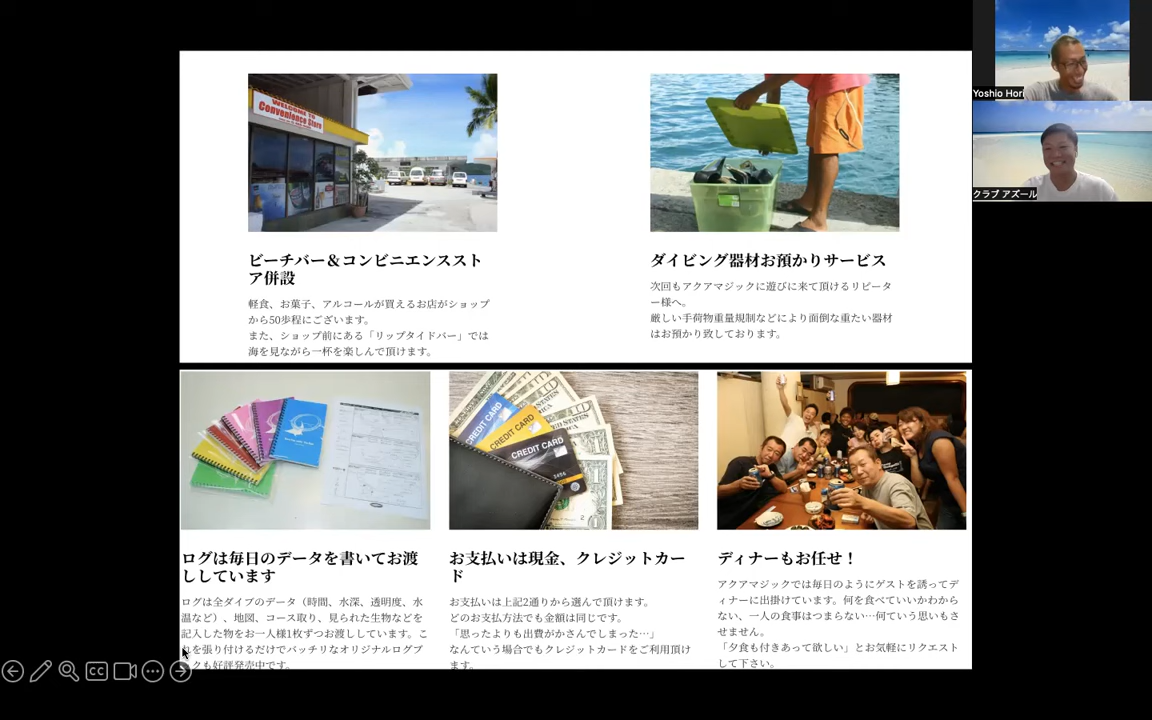 WELCOME TO
Convenience Store
ビーチバー＆コンビニエンススト
ア併設
軽食、お菓子、アルコールが買えるお店がショップ
から50歩程にございます。
また、ショップ前にある「リップタイドバー」では
海を見ながら一杯を楽しんで頂けます。
ダイビング器材お預かりサービス
次回もアクアマジックに遊びに来て頂けるリピータ
ー様へ。
厳しい手荷物重量規制などにより面倒な重たい器材
はお預かり致しております。
CREDIT CARD
CREDIT CARD
CREDIT CARD
ログは毎日のデータを書いてお渡
ししています
ログは全ダイブのデータ（時間、水深、透明度、水
温など）、地図、コース取り、見られた生物などを
記入した物をお一人様1枚ずつお渡ししています。こ
れを張り付けるだけでバッチリなオリジナルログブ
ックも好評発売中です。
お支払いは現金、クレジットカー
ド
お支払いは上記2通りから選んで頂けます。
どのお支払方法でも金額は同じです。
「思ったよりも出費がかさんでしまった…」
なんていう場合でもクレジットカードをご利用頂け
ます。
ディナーもお任せ！
アクアマジックでは毎日のようにゲストを誘ってデ
ィナーに出掛けています。何を食べていいかわから
ない、一人の食事はつまらない…何ていう思いもさ
せません。
「夕食も付きあって欲しい」とお気軽にリクエスト
して下さい。
Yoshio Hori
クラブ アズール
CC